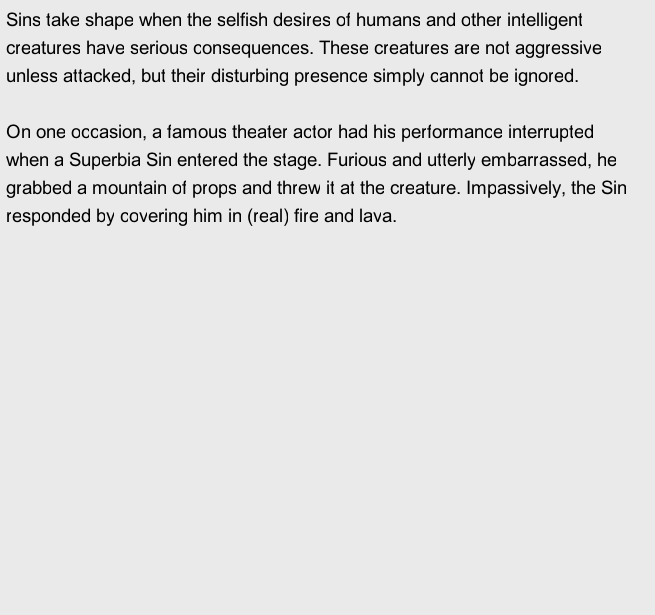 Sins take shape when the selfish desires of humans and other intelligent
creatures have serious consequences. These creatures are not aggressive
unless attacked, but their disturbing presence simply cannot be ignored.

On one occasion, a famous theater actor had his performance interrupted
when a Superbia Sin entered the stage. Furious and utterly embarrassed, he
grabbed a mountain of props and threw it at the creature. Impassively, the Sin
responded by covering him in (real) fire and lava.